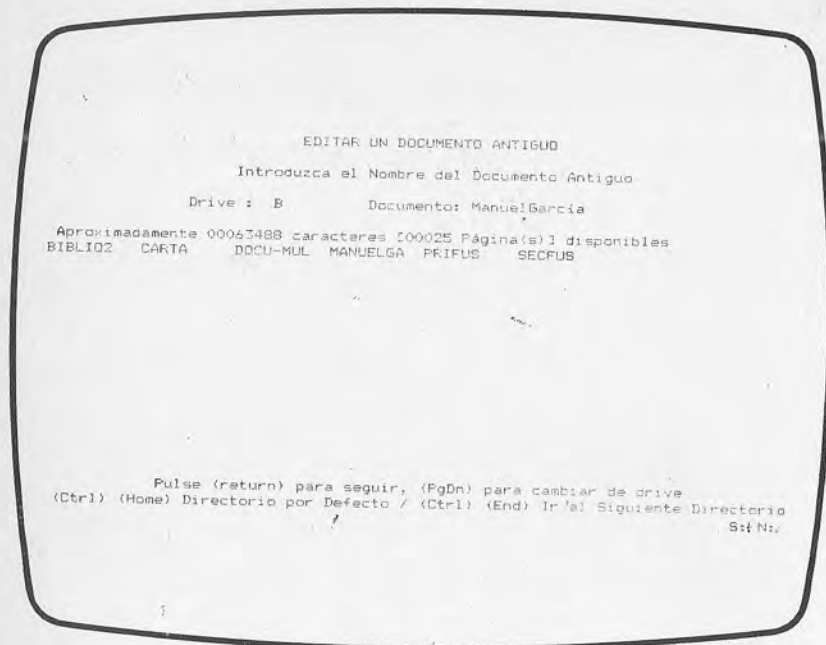 EDITAR UN DOCUMENTO ANTIGUO
Introduzca el Nombre del Documento Antiguo
Drive : B Documento: ManuelGarcía
Aproximadamente 00063488 caracteres [00025 Página(s)] disponibles
BIBLIO2 CARTA DOCU-MUL MANUELGA PRIFUS SECFUS
Pulse (return) para seguir, (PgDn) para cambiar de drive
(Ctrl) (Home) Directorio por Defecto / (Ctrl) (End) Ir al Siguiente Directorio
N: